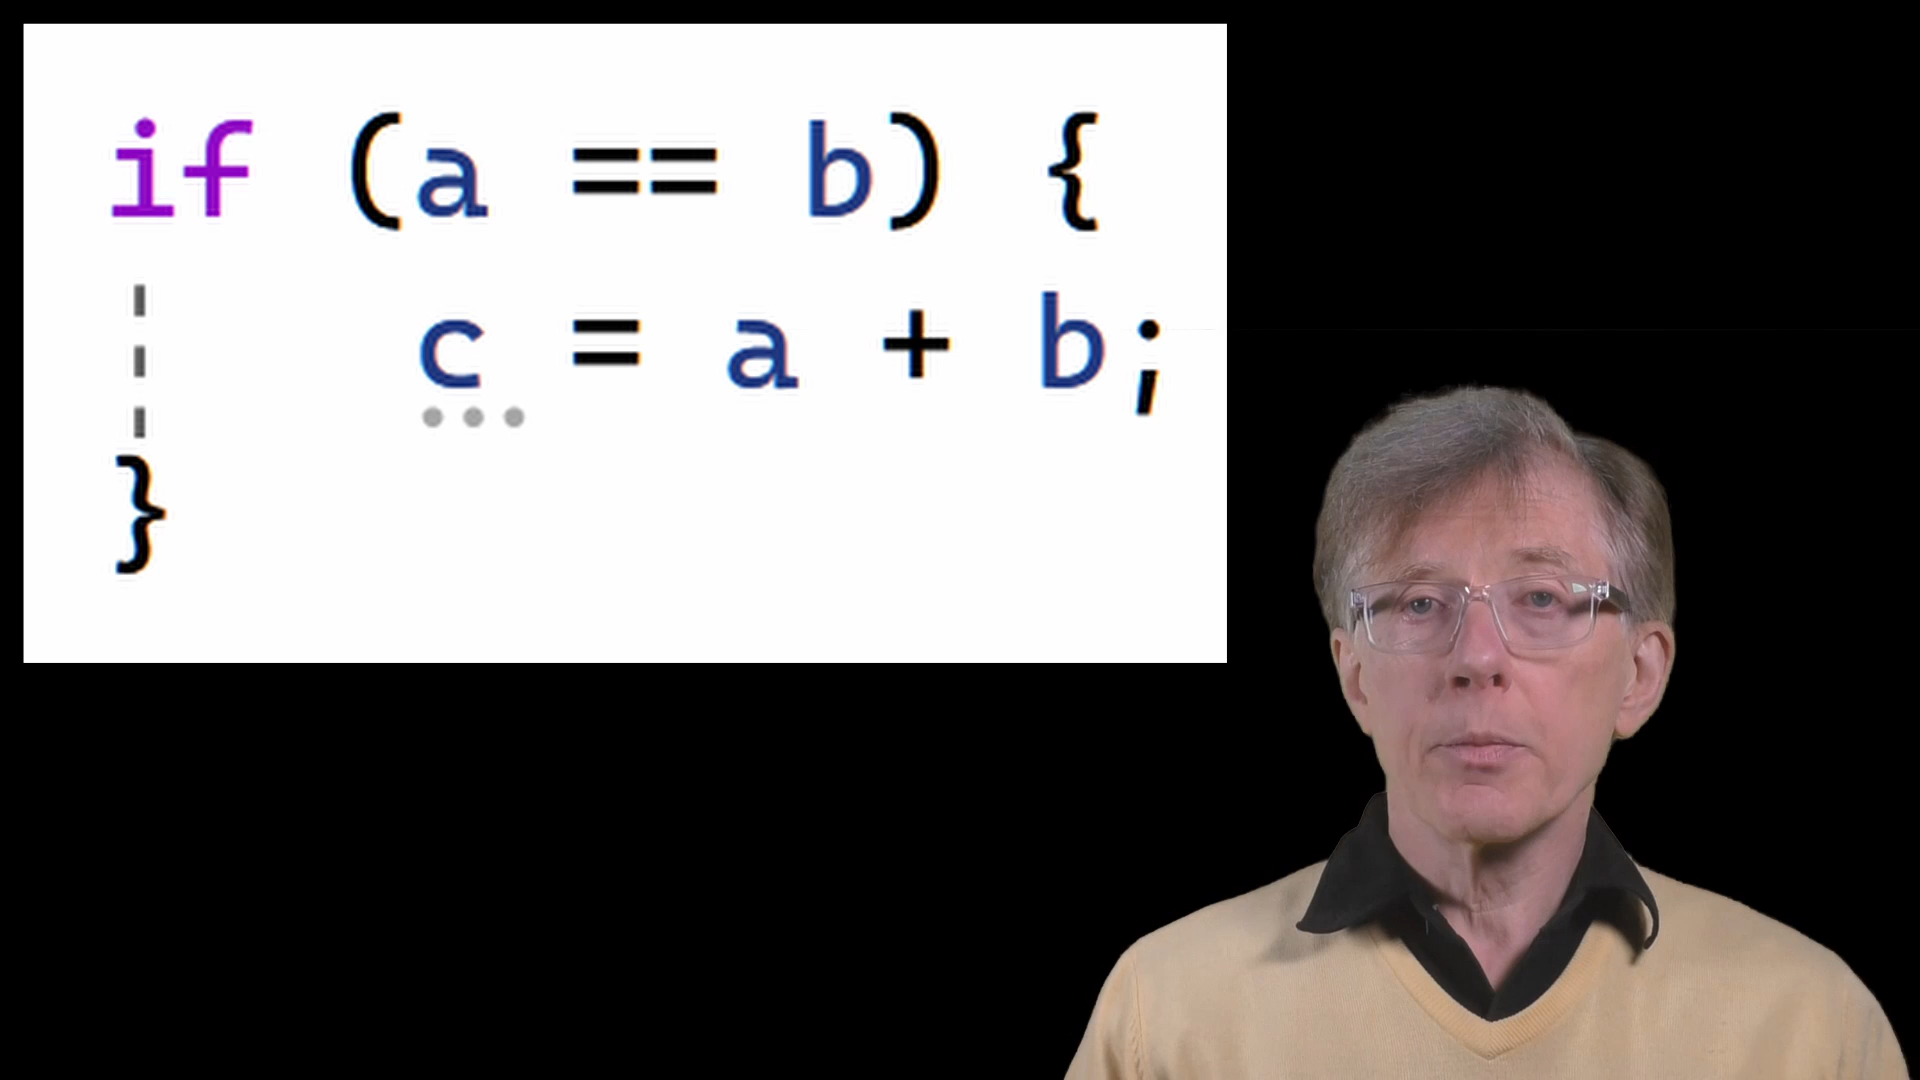 if (a == b) {
c = a + b;
}